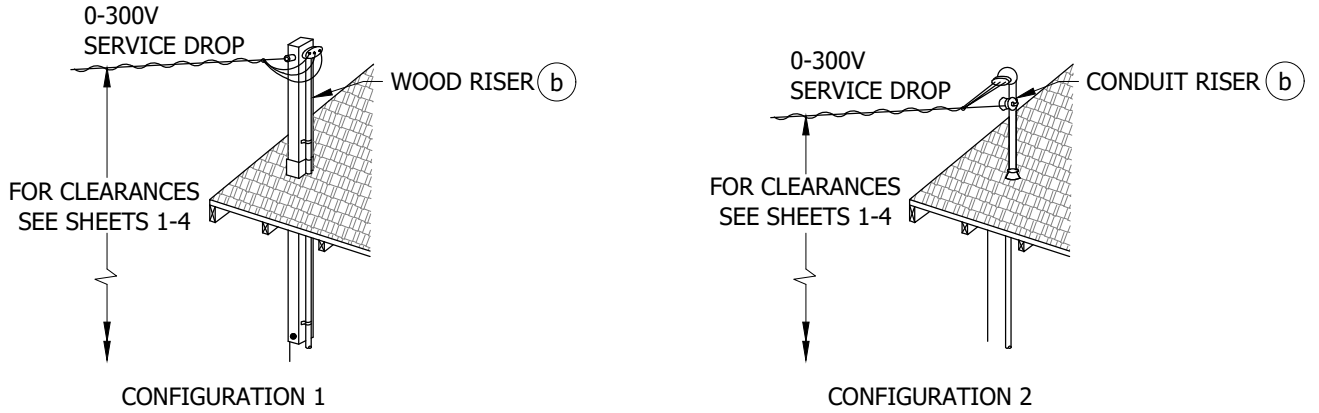 0-300V
SERVICE DROP
WOOD RISER b
FOR CLEARANCES
SEE SHEETS 1-4
CONFIGURATION 1
0-300V
SERVICE DROP
CONDUIT RISER b
FOR CLEARANCES
SEE SHEETS 1-4
CONFIGURATION 2